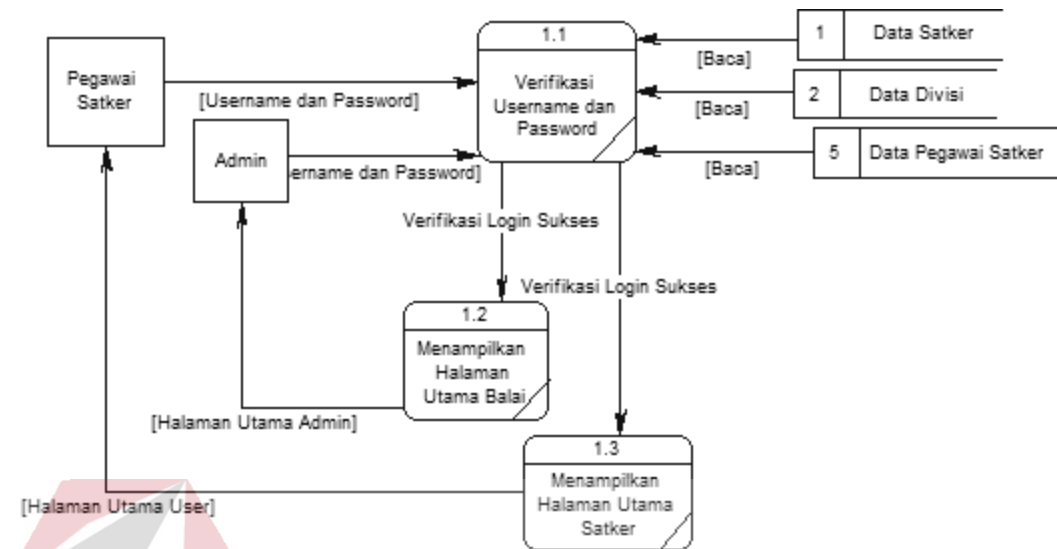 1.1
Verifikasi
Username dan
Password
1
Data Satker
[Baca]
2
Data Divisi
[Baca]
5
Data Pegawai Satker
[Baca]
Pegawai
Satker
[Username dan Password]
Admin
ername dan Password]
Verifikasi Login Sukses
Verifikasi Login Sukses
1.2
Menampilkan
Halaman
Utama Balai
[Halaman Utama Admin]
1.3
Menampilkan
Halaman Utama
Satker
[Halaman Utama User]